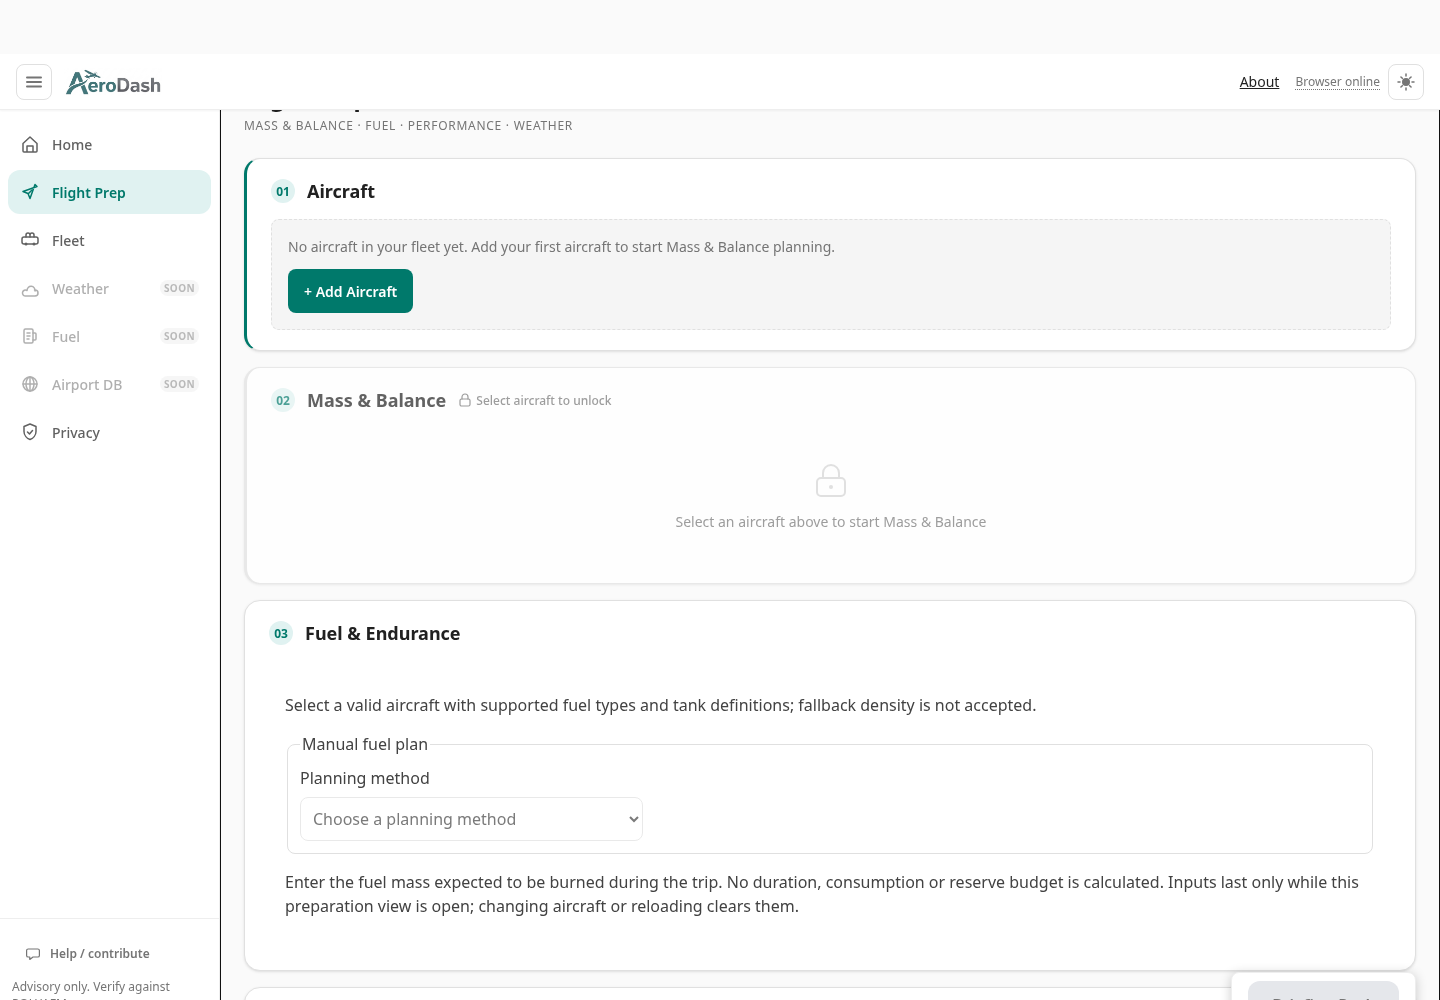 AeroDash
About
Browser online
MASS & BALANCE · FUEL · PERFORMANCE · WEATHER
Home
Flight Prep
Fleet
Weather SOON
Fuel SOON
Airport DB SOON
Privacy
Help / contribute
Advisory only. Verify against
01 Aircraft
No aircraft in your fleet yet. Add your first aircraft to start Mass & Balance planning.
+ Add Aircraft
02 Mass & Balance Select aircraft to unlock
Select an aircraft above to start Mass & Balance
03 Fuel & Endurance
Select a valid aircraft with supported fuel types and tank definitions; fallback density is not accepted.
Manual fuel plan
Planning method
Choose a planning method
Enter the fuel mass expected to be burned during the trip. No duration, consumption or reserve budget is calculated. Inputs last only while this
preparation view is open; changing aircraft or reloading clears them.